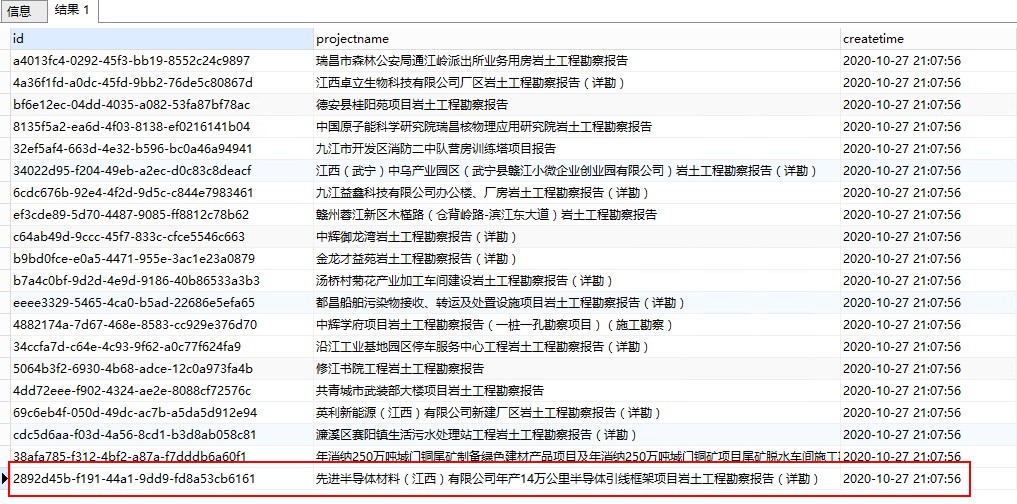 信息 结果 1
id projectname createtime
a4013fc4-0292-45f3-bb19-8552c24c9897 瑞昌市森林公安局通江岭派出所业务用房岩土工程勘察报告 2020-10-27 21:07:56
4a36f1fd-a0dc-45fd-9bb2-76de5c80867d 江西卓立生物科技有限公司厂区岩土工程勘察报告（详勘） 2020-10-27 21:07:56
bf6e12ec-04dd-4035-a082-53fa87bf78ac 德安县桂阳苑项目岩土工程勘察报告 2020-10-27 21:07:56
8135f5a2-ea6d-4f03-8138-ef0216141b04 中国原子能科学研究院瑞昌核物理应用研究院岩土工程勘察报告 2020-10-27 21:07:56
32ef5af4-663d-4e32-b596-bc0a46a94941 九江市开发区消防二中队营房训练塔项目报告 2020-10-27 21:07:56
34022d95-f204-49eb-a2ec-d0c83c8deacf 江西（武宁）中乌产业园区（武宁县赣江小微企业创业园有限公司）岩土工程勘察报告（详勘） 2020-10-27 21:07:56
6cdc676b-92e4-4f2d-9d5c-c844e7983461 九江益鑫科技有限公司办公楼、厂房岩土工程勘察报告（详勘） 2020-10-27 21:07:56
ef3cde89-5d70-4487-9085-ff8812c78b62 赣州蓉江新区木槿路（仓背岭路-滨江东大道）岩土工程勘察报告 2020-10-27 21:07:56
c64ab49d-9ccc-45f7-833c-cfce5546c663 中辉御龙湾岩土工程勘察报告（详勘） 2020-10-27 21:07:56
b9bd0fce-e0a5-4471-955e-3ac1e23a0879 金龙才益苑岩土工程勘察报告（详勘） 2020-10-27 21:07:56
b7a4c0bf-9d2d-4e9d-9186-40b86533a3b3 汤桥村菊花产业加工车间建设岩土工程勘察报告（详勘） 2020-10-27 21:07:56
eeee3329-5465-4ca0-b5ad-22686e5efa65 都昌船舶污染物接收、转运及处置设施项目岩土工程勘察报告（详勘） 2020-10-27 21:07:56
4882174a-7d67-468e-8583-cc929e376d70 中辉学府项目岩土工程勘察报告（一桩一孔勘察项目）（施工勘察） 2020-10-27 21:07:56
34ccfa7d-c64e-4c93-9f62-a0c77f624fa9 沿江工业基地园区停车服务中心工程岩土工程勘察报告（详勘） 2020-10-27 21:07:56
5064b3f2-6930-4b68-adce-12c0a973fa4b 修江书院工程岩土工程勘察报告 2020-10-27 21:07:56
4dd72eee-f902-4324-ae2e-8088cf72576c 共青城市武装部大楼项目岩土工程勘察报告 2020-10-27 21:07:56
69c6eb4f-050d-49dc-ac7b-a5da5d912e94 英利新能源（江西）有限公司新建厂区岩土工程勘察报告（详勘） 2020-10-27 21:07:56
cdc5d6aa-f03d-4a56-8cd1-b3d8ab058c81 濂溪区赛阳镇生活污水处理站工程岩土工程勘察报告（详勘） 2020-10-27 21:07:56
38afa785-f312-4bf2-a87a-f7dddb6a60f1 年消纳250万吨城门铜尾矿制备绿色建材产品项目及年消纳250万吨城门铜矿项目尾矿脱水车间施工 2020-10-27 21:07:56
2892d45b-f191-44a1-9dd9-fd8a53cb6161 先进半导体材料（江西）有限公司年产14万公里半导体引线框架项目岩土工程勘察报告（详勘） 2020-10-27 21:07:56